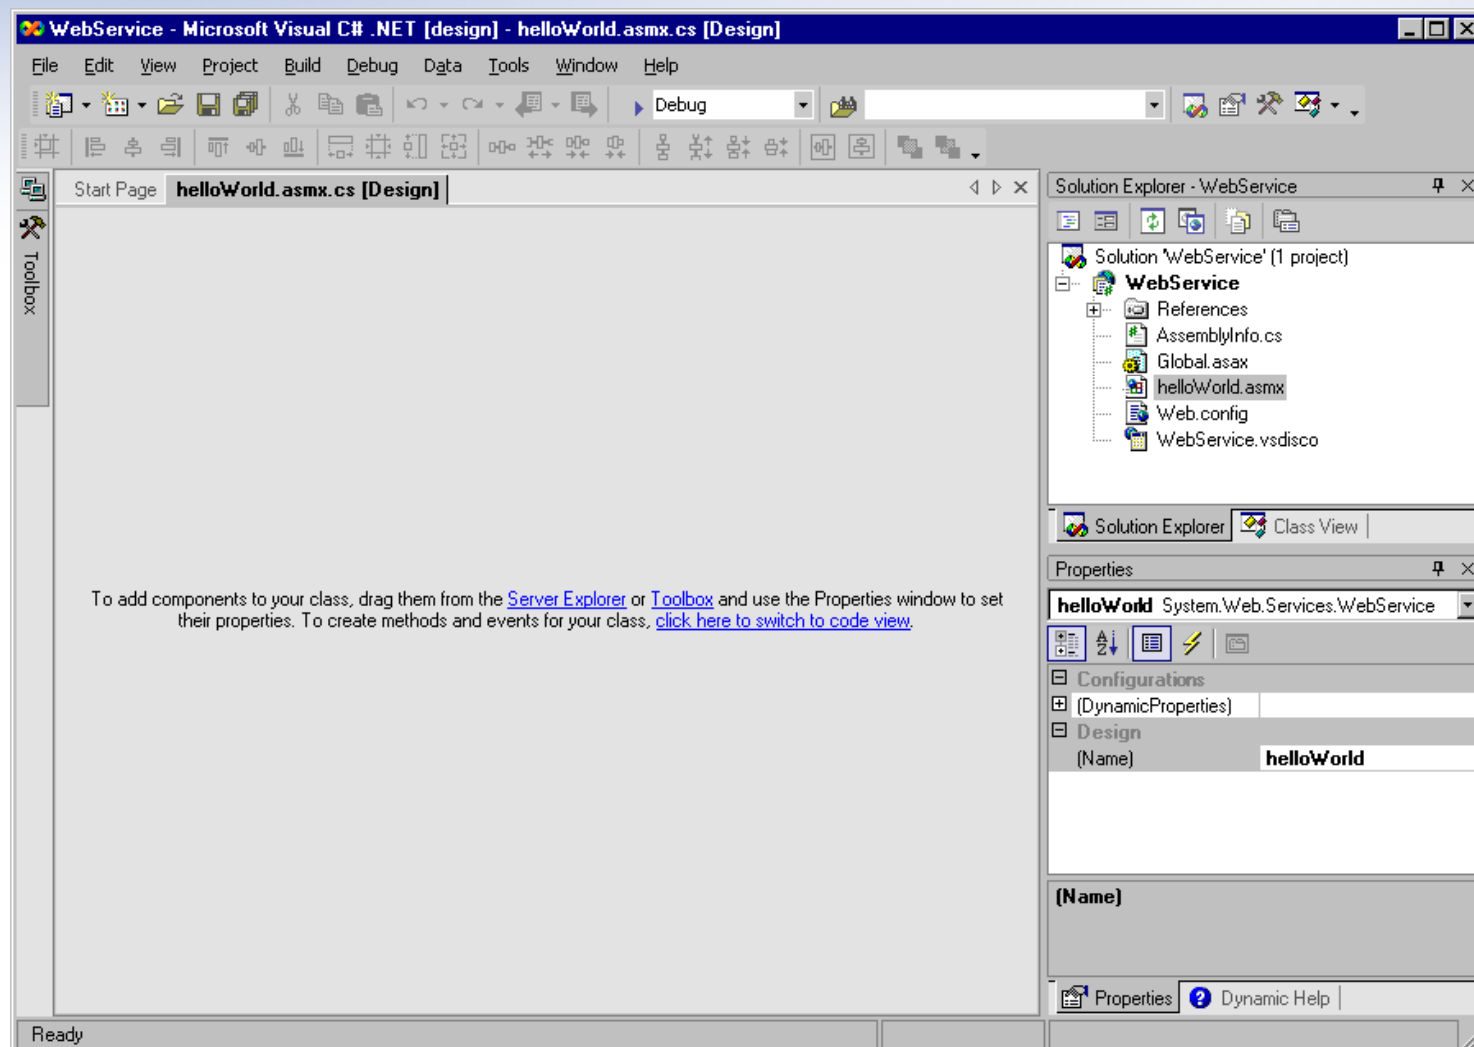 WebService - Microsoft Visual C# .NET [design] - helloWorld.asmx.cs [Design]
File Edit View Project Build Debug Data Tools Window Help
Debug
Toolbox
Start Page helloWorld.asmx.cs [Design]
To add components to your class, drag them from the Server Explorer or Toolbox and use the Properties window to set
their properties. To create methods and events for your class, click here to switch to code view.
Solution Explorer - WebService
Solution 'WebService' (1 project)
WebService
References
AssemblyInfo.cs
Global.asax
helloWorld.asmx
Web.config
WebService.vsdisco
Solution Explorer Class View
Properties
helloWorld System.Web.Services.WebService
Configurations
(DynamicProperties)
Design
(Name) helloWorld
(Name)
Properties Dynamic Help
Ready